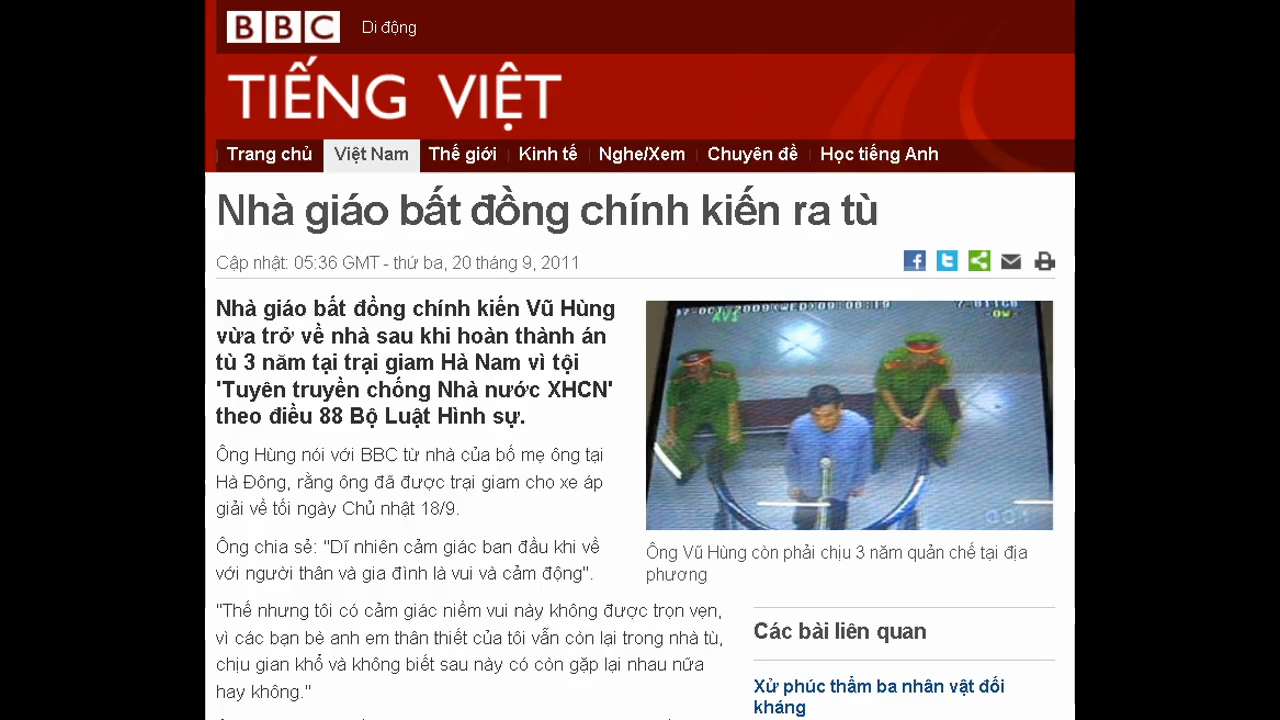 BBC Di động
TIẾNG VIỆT
Trang chủ Việt Nam Thế giới Kinh tế Nghe/Xem Chuyên đề Học tiếng Anh
Nhà giáo bất đồng chính kiến ra tù
Cập nhật: 05:36 GMT - thứ ba, 20 tháng 9, 2011
Nhà giáo bất đồng chính kiến Vũ Hùng
vừa trở về nhà sau khi hoàn thành án
tù 3 năm tại trại giam Hà Nam vì tội
'Tuyên truyền chống Nhà nước XHCN'
theo điều 88 Bộ Luật Hình sự.
Ông Hùng nói với BBC từ nhà của bố mẹ ông tại
Hà Đông, rằng ông đã được trại giam cho xe áp
giải về tối ngày Chủ nhật 18/9.
Ông chia sẻ: "Dĩ nhiên cảm giác ban đầu khi về
với người thân và gia đình là vui và cảm động".
"Thế nhưng tôi có cảm giác niềm vui này không được trọn vẹn,
vì các bạn bè anh em thân thiết của tôi vẫn còn lại trong nhà tù,
chịu gian khổ và không biết sau này có còn gặp lại nhau nữa
hay không."
AV1
Ông Vũ Hùng còn phải chịu 3 năm quản chế tại địa
phương
Các bài liên quan
Xử phúc thẩm ba nhân vật đối
kháng